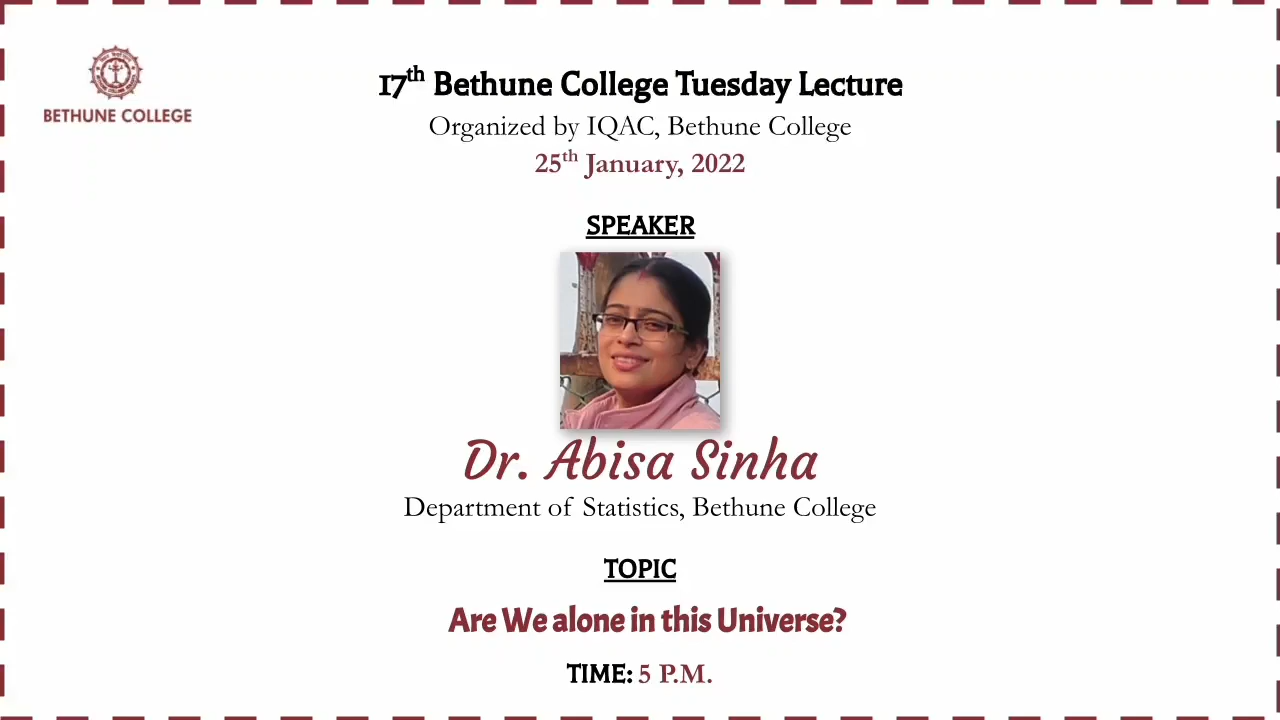 BETHUNE COLLEGE
17th Bethune College Tuesday Lecture
Organized by IQAC, Bethune College
25th January, 2022
SPEAKER
Dr. Abisa Sinha
Department of Statistics, Bethune College
TOPIC
Are We alone in this Universe?
TIME: 5 P.M.